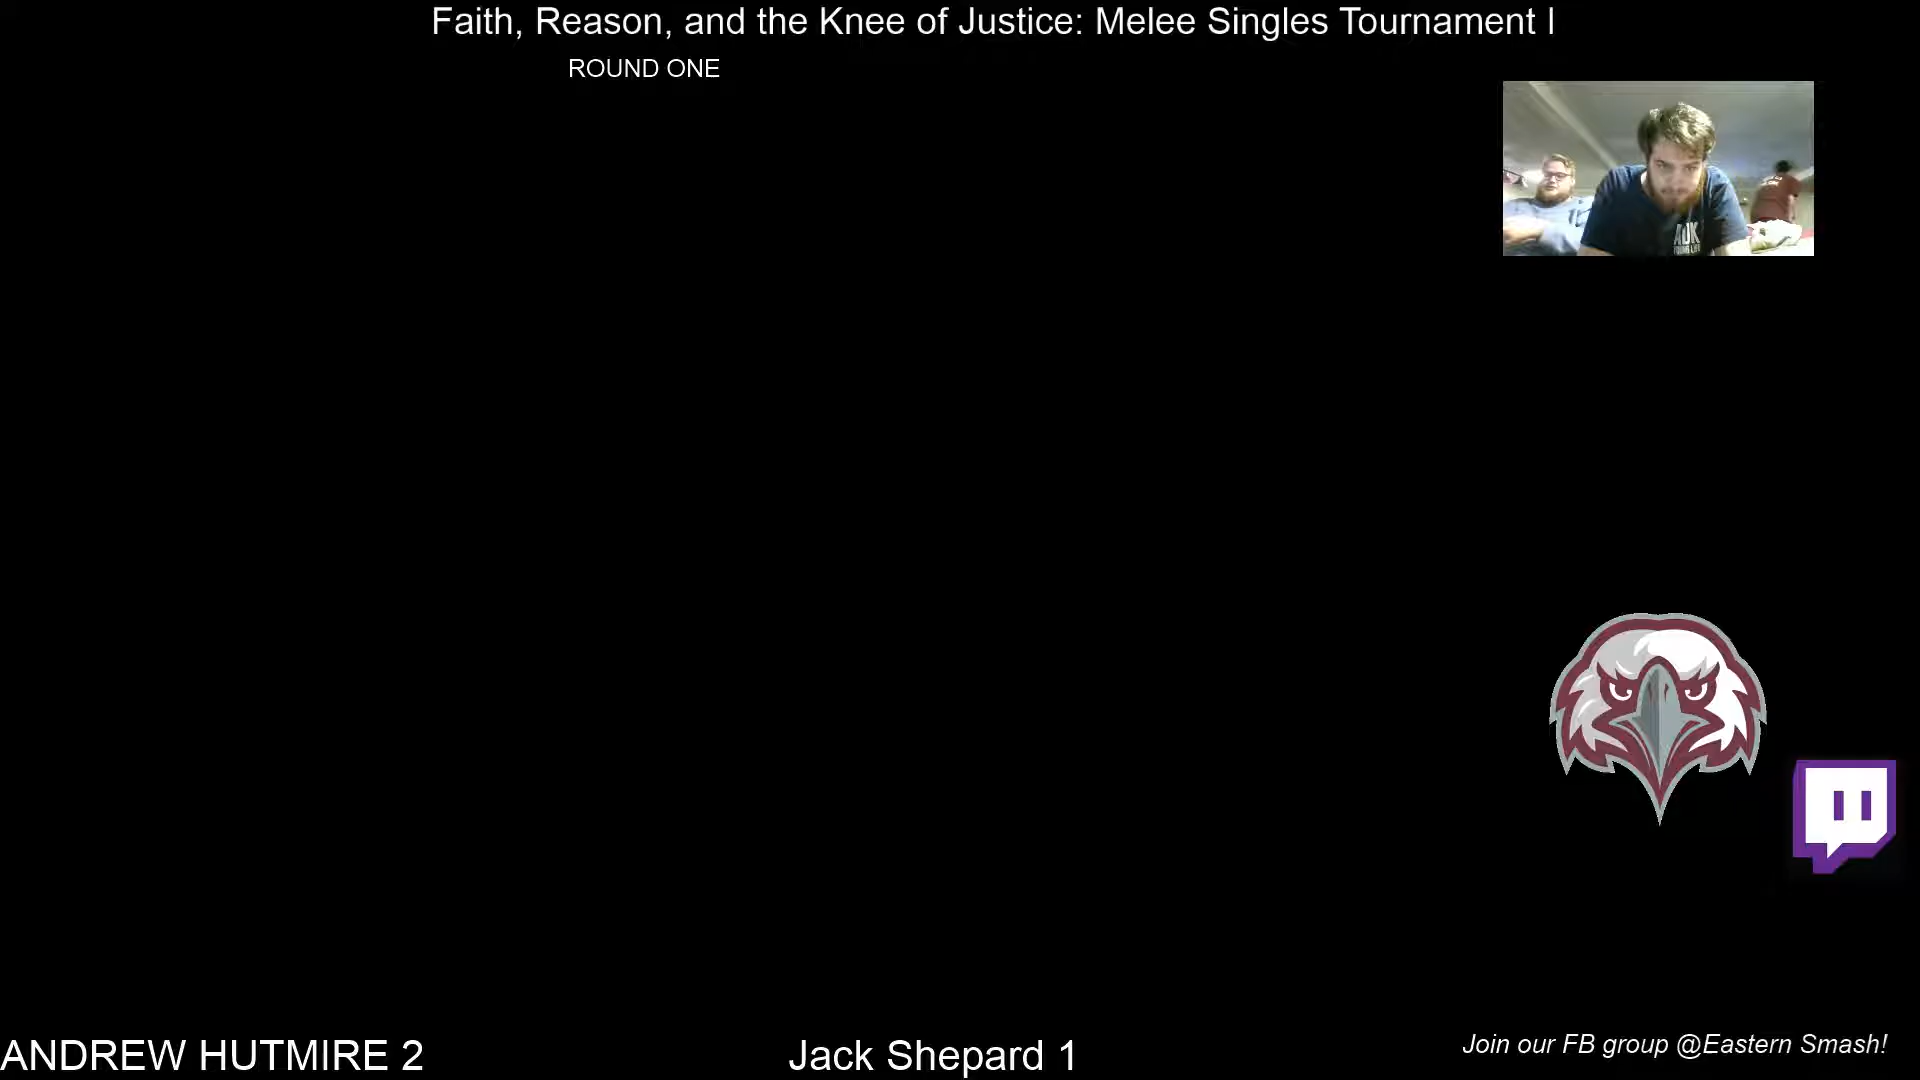 Faith, Reason, and the Knee of Justice: Melee Singles Tournament I
ROUND ONE
ANDREW HUTMIRE 2
Jack Shepard 1
Join our FB group @Eastern Smash!